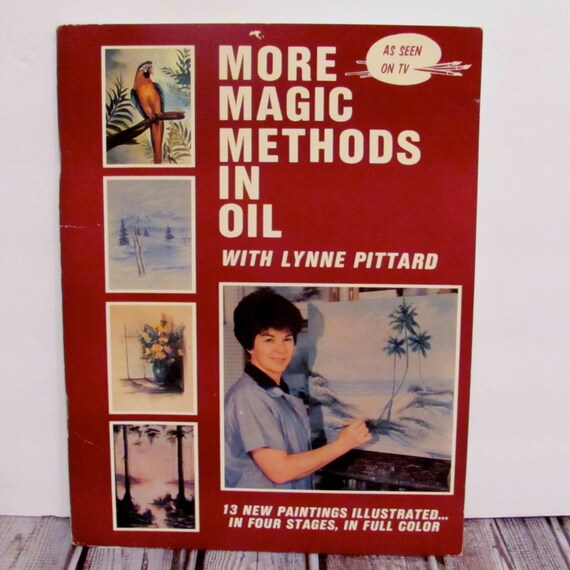 AS SEEN
ON TV
MORE
MAGIC
METHODS
IN
OIL
WITH LYNNE PITTARD
13 NEW PAINTINGS ILLUSTRATED...
IN FOUR STAGES, IN FULL COLOR